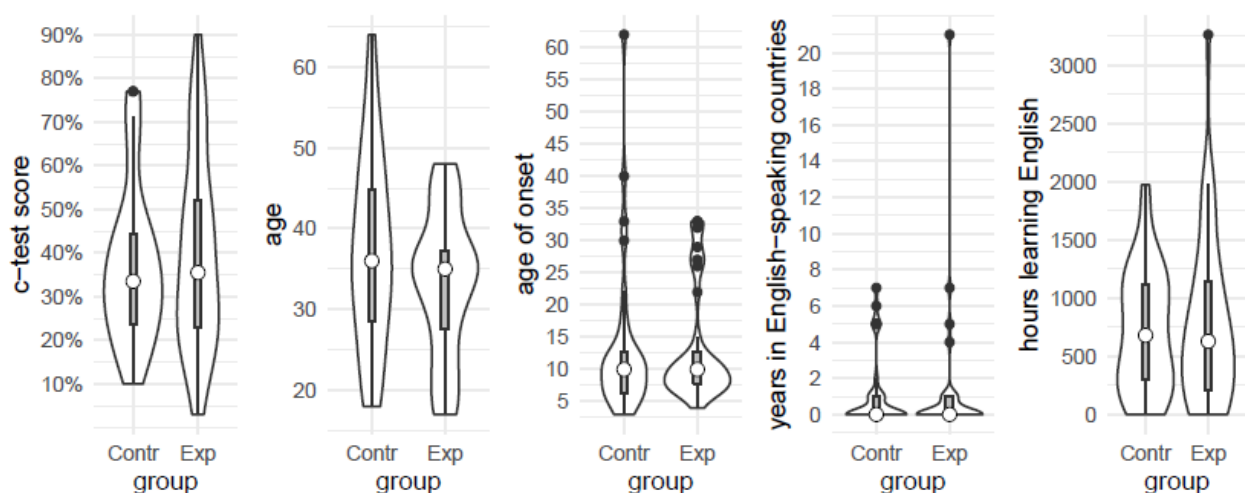 c-test score
90%
80%
70%
60%
50%
40%
30%
20%
10%
Contr Exp
group
age
60
40
30
20
Contr Exp
group
age of onset
60
55
50
45
40
35
30
25
20
15
10
5
Contr Exp
group
years in English-speaking countries
20
18
16
14
12
10
8
6
4
2
0
Contr Exp
group
hours learning English
3000
2500
2000
1500
1000
500
0
Contr Exp
group